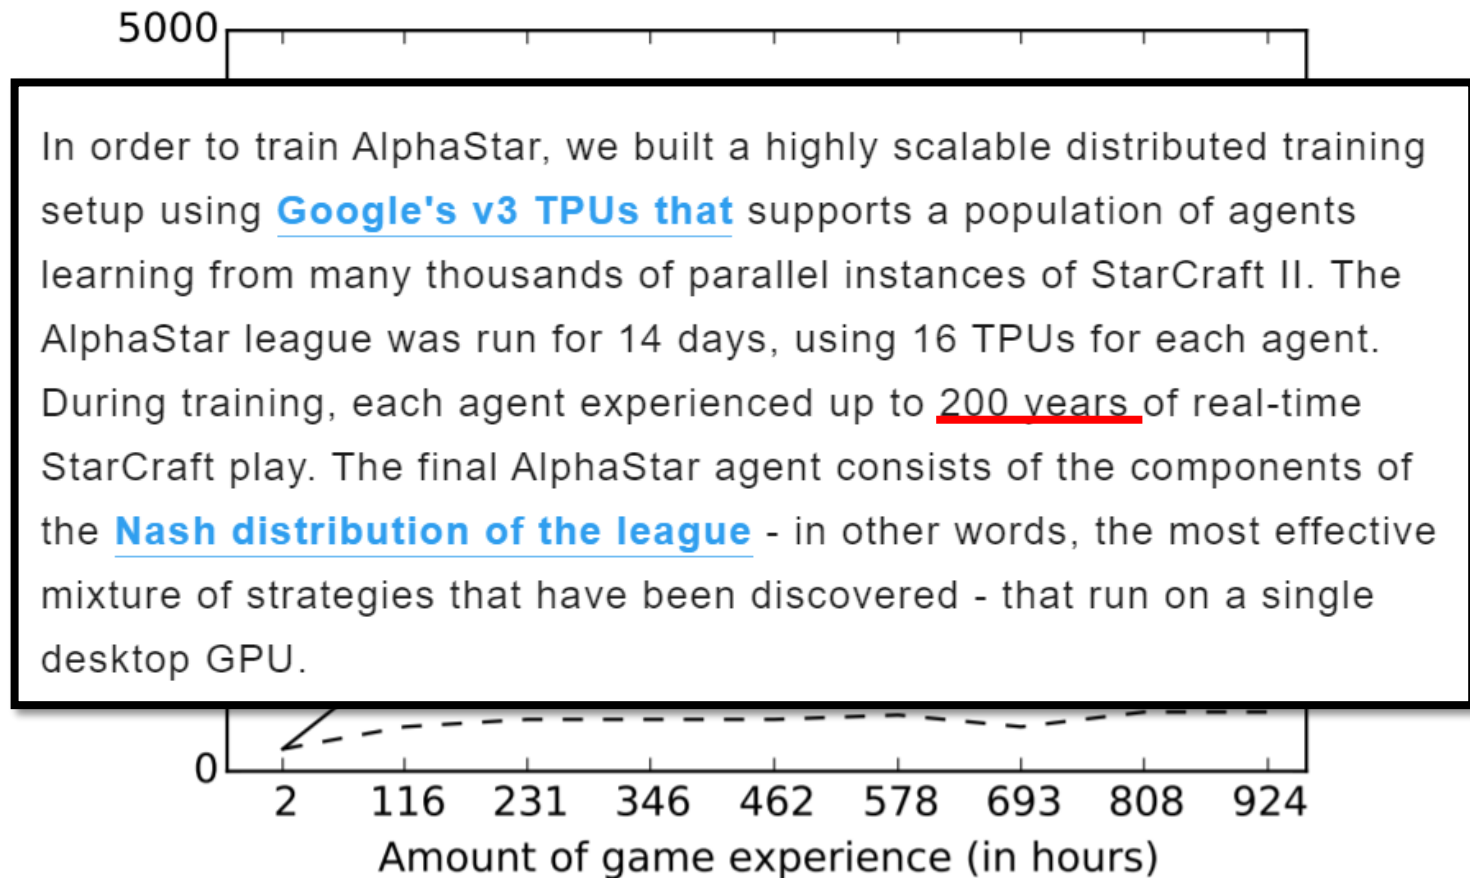 5000
In order to train AlphaStar, we built a highly scalable distributed training
setup using Google's v3 TPUs that supports a population of agents
learning from many thousands of parallel instances of StarCraft II. The
AlphaStar league was run for 14 days, using 16 TPUs for each agent.
During training, each agent experienced up to 200 years of real-time
StarCraft play. The final AlphaStar agent consists of the components of
the Nash distribution of the league - in other words, the most effective
mixture of strategies that have been discovered - that run on a single
desktop GPU.
0
2 116 231 346 462 578 693 808 924
Amount of game experience (in hours)